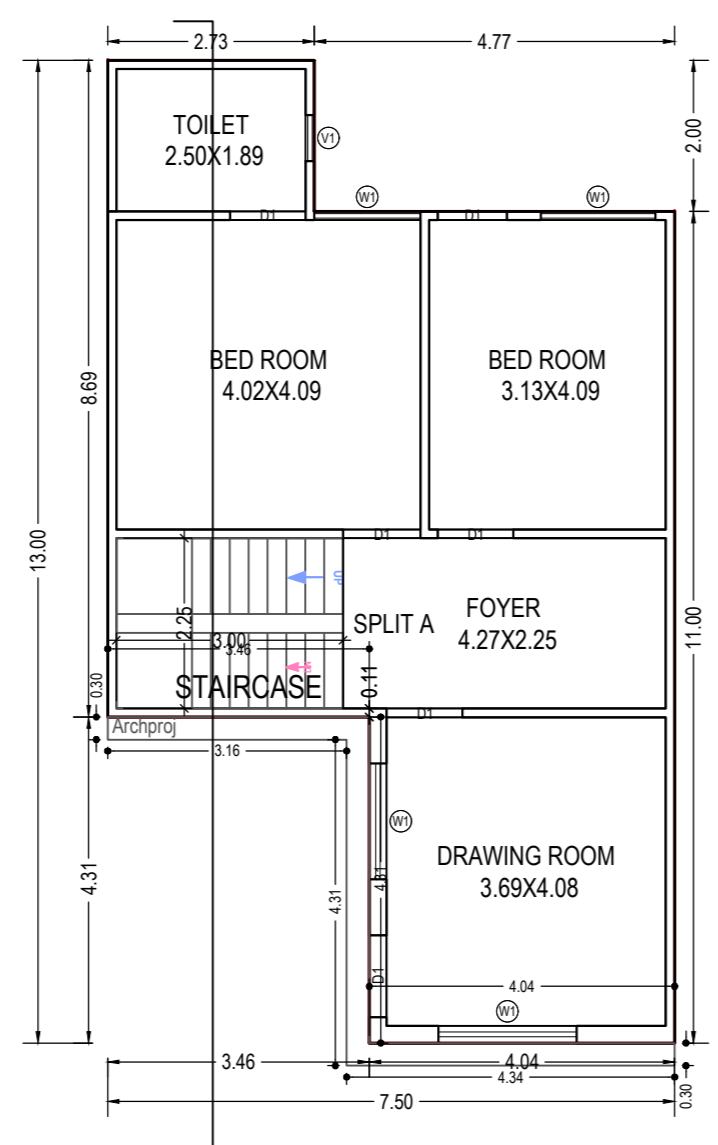 2.73
4.77
TOILET
2.50X1.89
V1
2.00
D1
W1
D1
W1
BED ROOM
4.02X4.09
BED ROOM
3.13X4.09
8.69
13.00
11.00
D1
D1
UP
2.25
SPLIT A
FOYER
4.27X2.25
3.00
3.46
0.30
STAIRCASE
0.11
D1
Archproj
3.16
W1
DRAWING ROOM
3.69X4.08
4.31
4.31
4.31
D1
4.04
W1
3.46
4.04
4.34
0.30
7.50